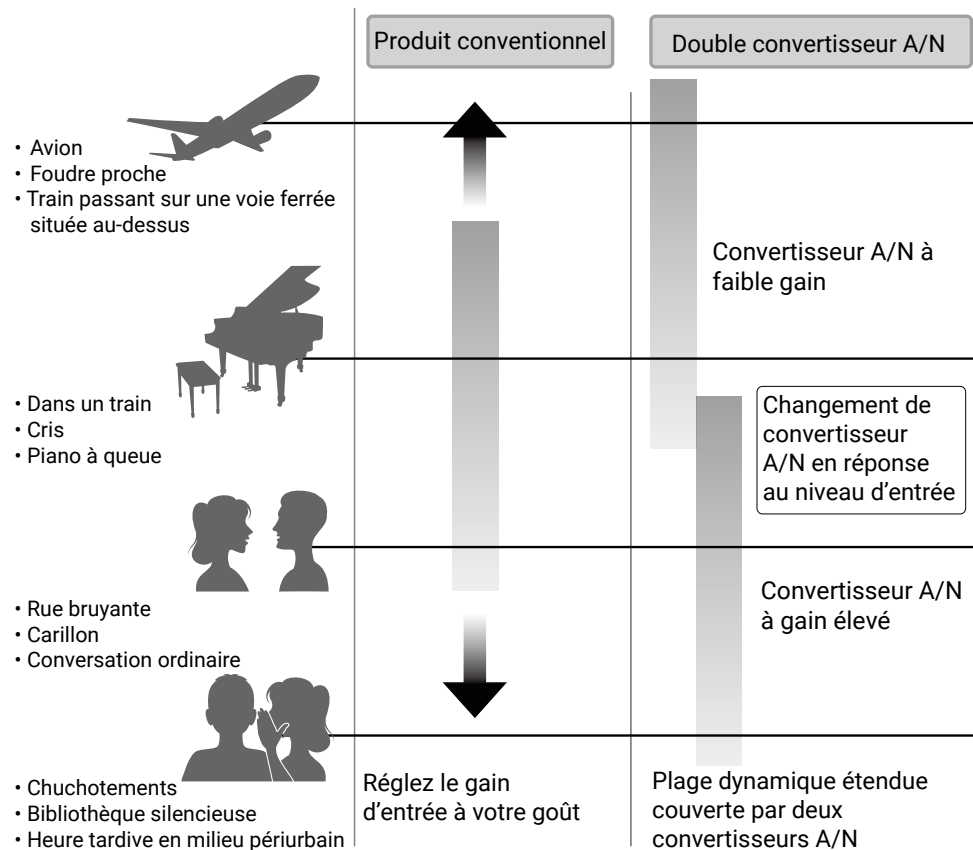 Produit conventionnel
Double convertisseur A/N
• Avion
• Foudre proche
• Train passant sur une voie ferrée
située au-dessus
Convertisseur A/N à
faible gain
• Dans un train
• Cris
• Piano à queue
Changement de
convertisseur
A/N en réponse
au niveau d'entrée
• Rue bruyante
• Carillon
• Conversation ordinaire
Convertisseur A/N
à gain élevé
• Chuchotements
• Bibliothèque silencieuse
• Heure tardive en milieu périurbain
Réglez le gain
d'entrée à votre goût
Plage dynamique étendue
couverte par deux
convertisseurs A/N